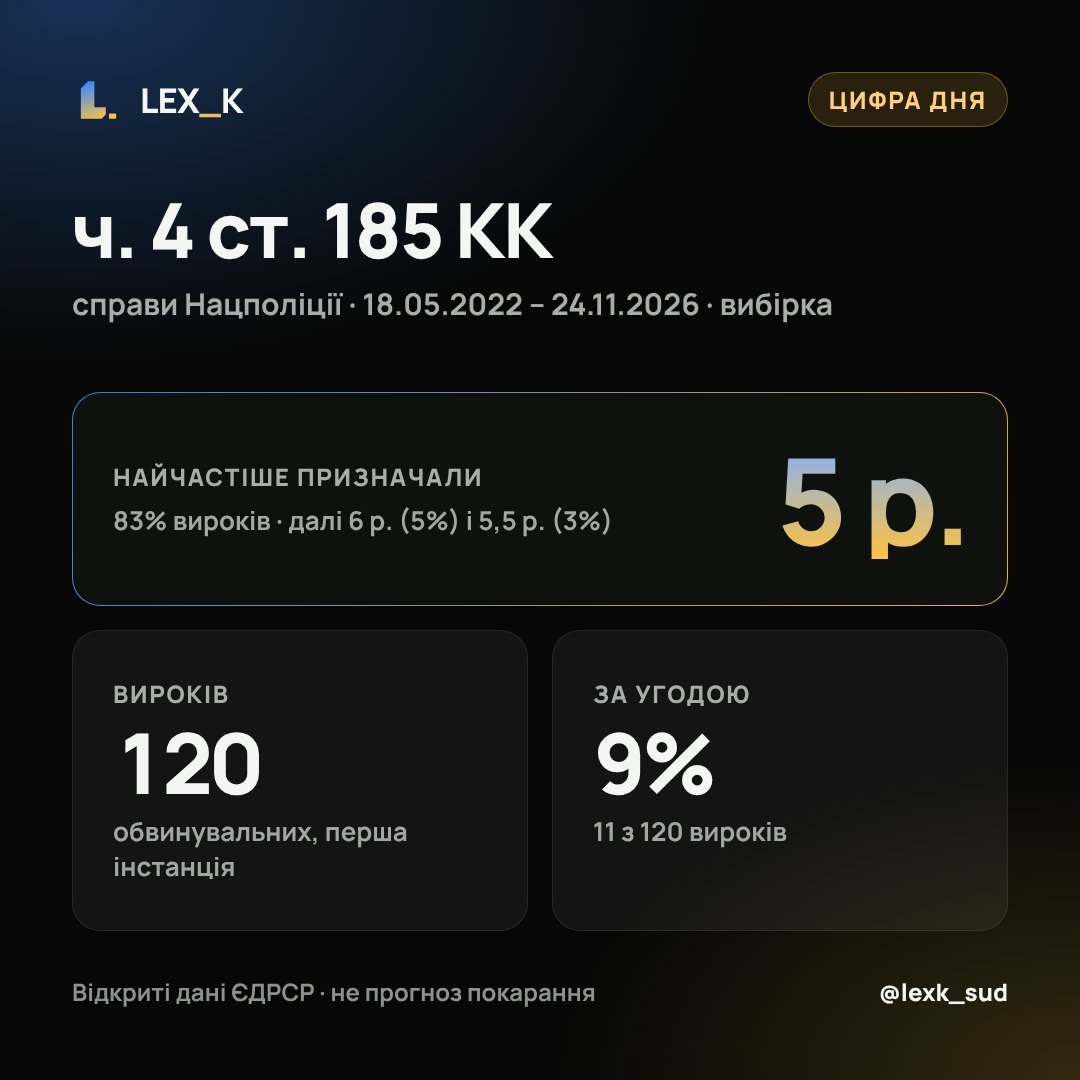 LEX_K
ЦИФРА ДНЯ
ч. 4 ст. 185 КК
справи Нацполіції · 18.05.2022 – 24.11.2026 · вибірка
НАЙЧАСТІШЕ ПРИЗНАЧАЛИ
83% вироків · далі 6 р. (5%) і 5,5 р. (3%)
5 р.
ВИРОКІВ
120
обвинувальних, перша
інстанція
ЗА УГОДОЮ
9%
11 з 120 вироків
Відкриті дані ЄДРСР · не прогноз покарання
@lexk_sud